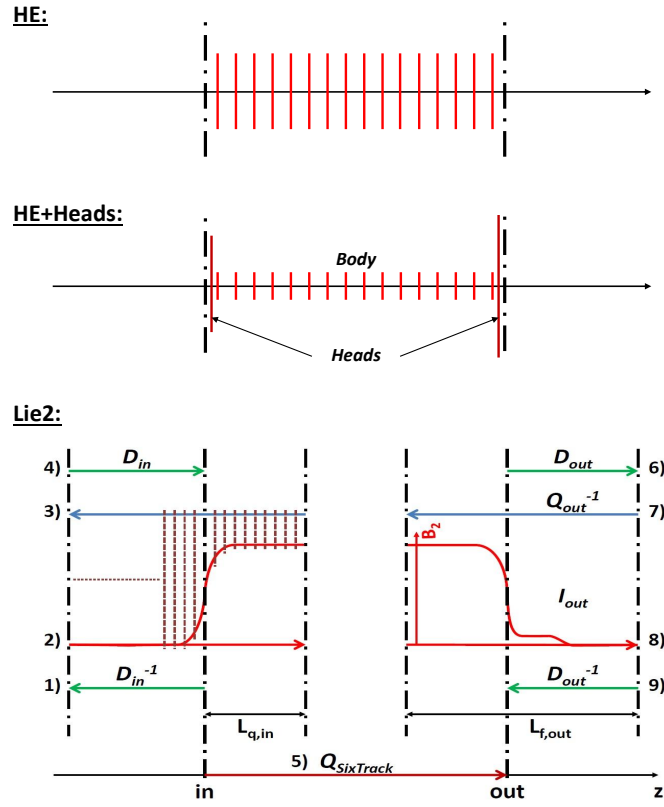 HE:
HE+Heads:
Body
Heads
Lie2:
4) D_in D_out 6)
3) Q_out^-1 7)
B_2
I_out
2) 8)
1) D_in^-1 D_out^-1 9)
L_q,in L_f,out
5) Q_SixTrack
in out z